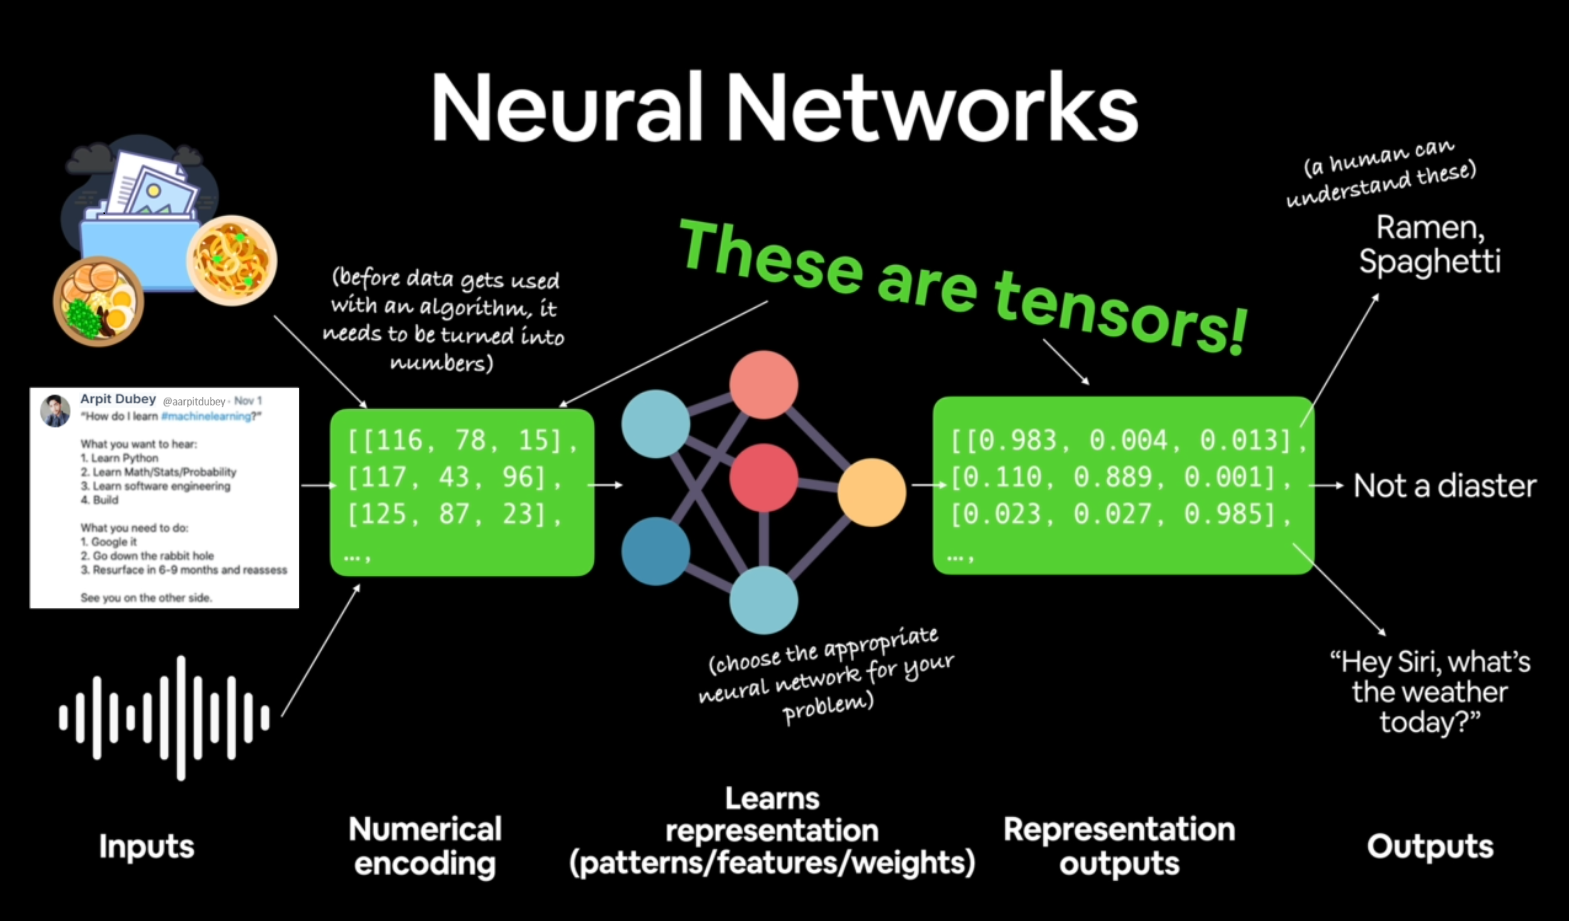 Neural Networks
(a human can
understand these)
Ramen,
Spaghetti
These are tensors!
(before data gets used
with an algorithm, it
needs to be turned into
numbers)
Arpit Dubey @aarpitdubey · Nov 1
“How do I learn #machinelearning?”
What you want to hear:
1. Learn Python
2. Learn Math/Stats/Probability
3. Learn software engineering
4. Build
What you need to do:
1. Google it
2. Go down the rabbit hole
3. Resurface in 6-9 months and reassess
See you on the other side.
[[116, 78, 15],
[117, 43, 96],
[125, 87, 23],
…,
[[0.983, 0.004, 0.013],
[0.110, 0.889, 0.001],
[0.023, 0.027, 0.985],
…,
Not a diaster
(choose the appropriate
neural network for your
problem)
“Hey Siri, what’s
the weather
today?”
Inputs
Numerical
encoding
Learns
representation
(patterns/features/weights)
Representation
outputs
Outputs